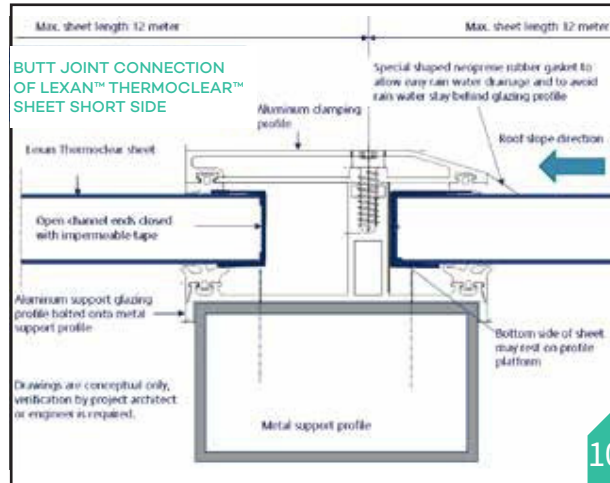 Max. sheet length 12 meter
Max. sheet length 12 meter
BUTT JOINT CONNECTION
OF LEXAN™ THERMOCLEAR™
SHEET SHORT SIDE
Special shaped neoprene rubber gasket to
allow easy rain water drainage and to avoid
rain water stay behind glazing profile
Aluminum clamping
profile
Roof slope direction
Lexan Thermoclear sheet
Open channel ends closed
with impermeable tape
Aluminum support glazing
profile bolted onto metal
support profile
Bottom side of sheet
may rest on profile
platform
Drawings are conceptual only,
verification by project architect
or engineer is required.
Metal support profile